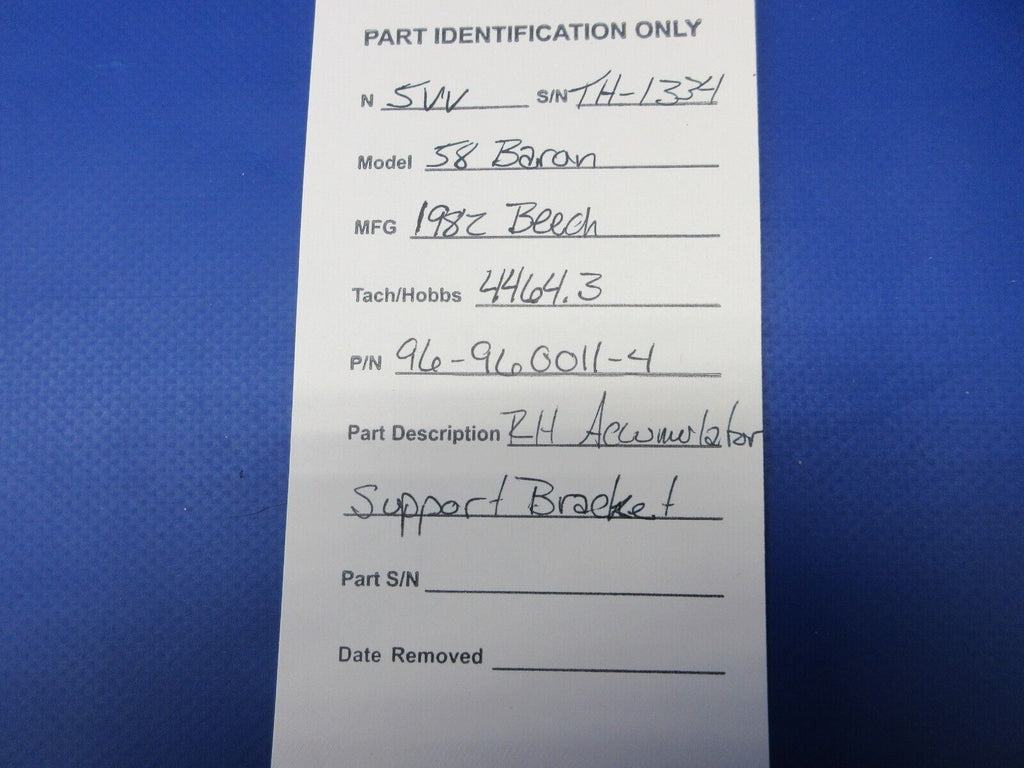 PART IDENTIFICATION ONLY
N 5VV S/N TH-1334
Model 58 Baron
MFG 1982 Beech
Tach/Hobbs 4464.3
P/N 96-960011-4
Part Description RH Accumulator
Support Bracket
Part S/N
Date Removed